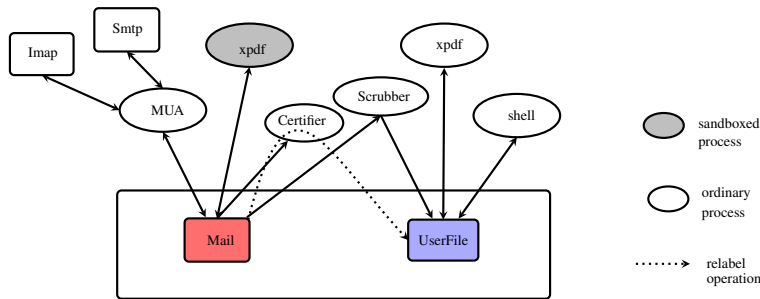 Smtp
Imap
xpdf
xpdf
MUA
Certifier
Scrubber
shell
sandboxed
process
ordinary
process
Mail
UserFile
relabel
operation